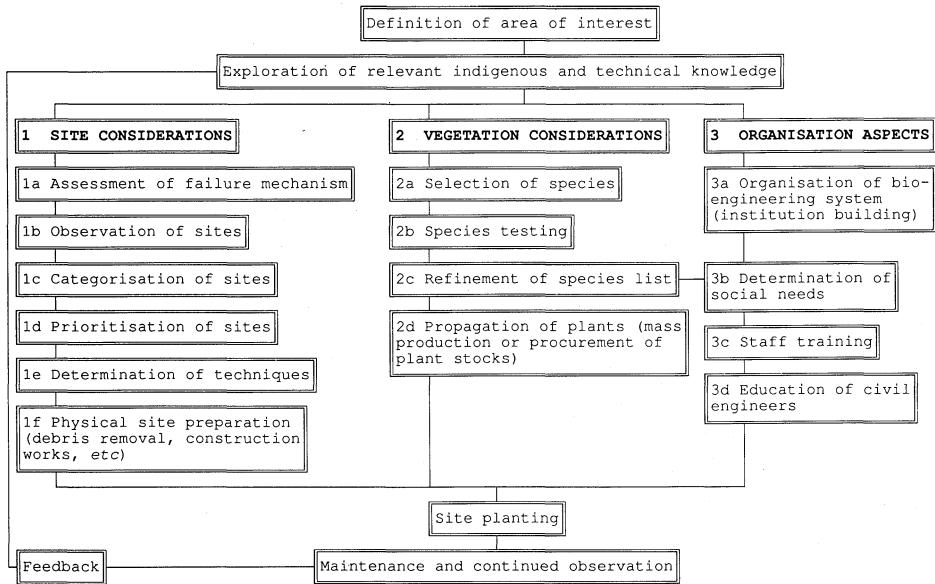 Definition of area of interest
Exploration of relevant indigenous and technical knowledge
1 SITE CONSIDERATIONS
1a Assessment of failure mechanism
1b Observation of sites
1c Categorisation of sites
1d Prioritisation of sites
1e Determination of techniques
1f Physical site preparation
(debris removal, construction
works, etc)
2 VEGETATION CONSIDERATIONS
2a Selection of species
2b Species testing
2c Refinement of species list
2d Propagation of plants (mass
production or procurement of
plant stocks)
3 ORGANISATION ASPECTS
3a Organisation of bio-
engineering system
(institution building)
3b Determination of
social needs
3c Staff training
3d Education of civil
engineers
Site planting
Feedback
Maintenance and continued observation